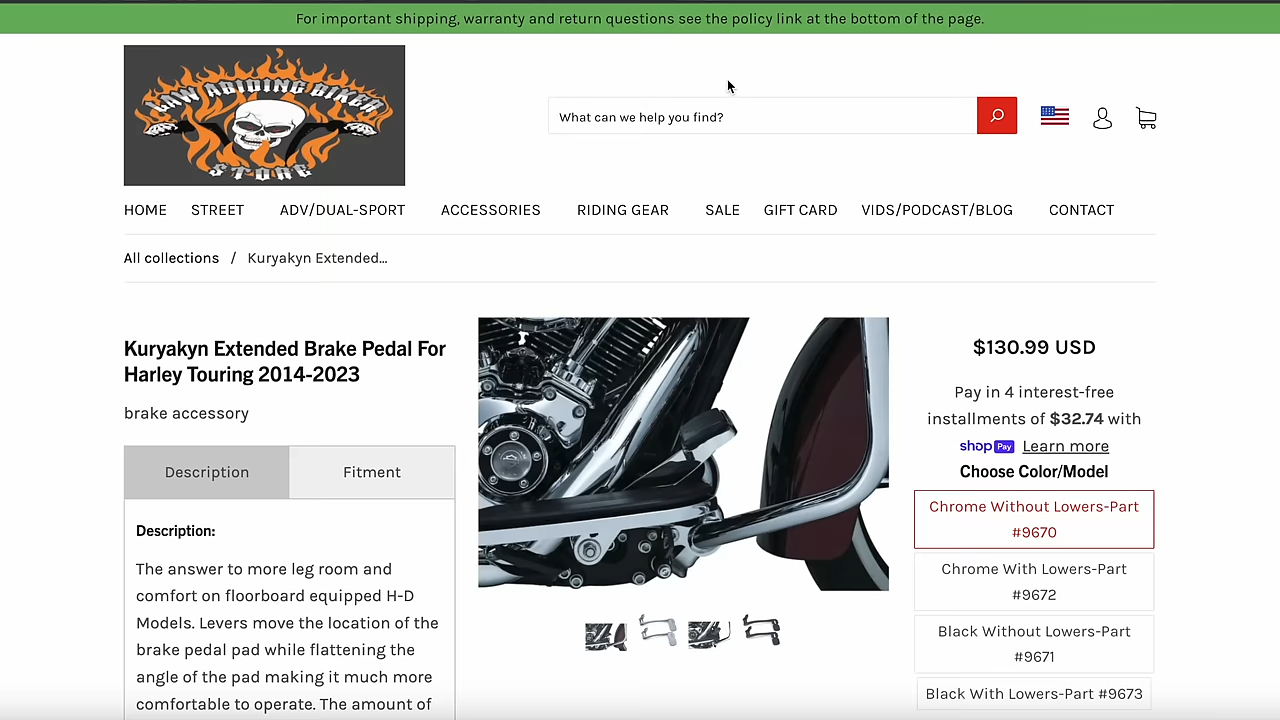 For important shipping, warranty and return questions see the policy link at the bottom of the page.
LAW ABIDING BIKER
STORE
What can we help you find?
HOME STREET ADV/DUAL-SPORT ACCESSORIES RIDING GEAR SALE GIFT CARD VIDS/PODCAST/BLOG CONTACT
All collections / Kuryakyn Extended...
Kuryakyn Extended Brake Pedal For
Harley Touring 2014-2023
brake accessory
Description Fitment
Description:
The answer to more leg room and
comfort on floorboard equipped H-D
Models. Levers move the location of the
brake pedal pad while flattening the
angle of the pad making it much more
comfortable to operate. The amount of
$130.99 USD
Pay in 4 interest-free
installments of $32.74 with
shop Pay Learn more
Choose Color/Model
Chrome Without Lowers-Part
#9670
Chrome With Lowers-Part
#9672
Black Without Lowers-Part
#9671
Black With Lowers-Part #9673